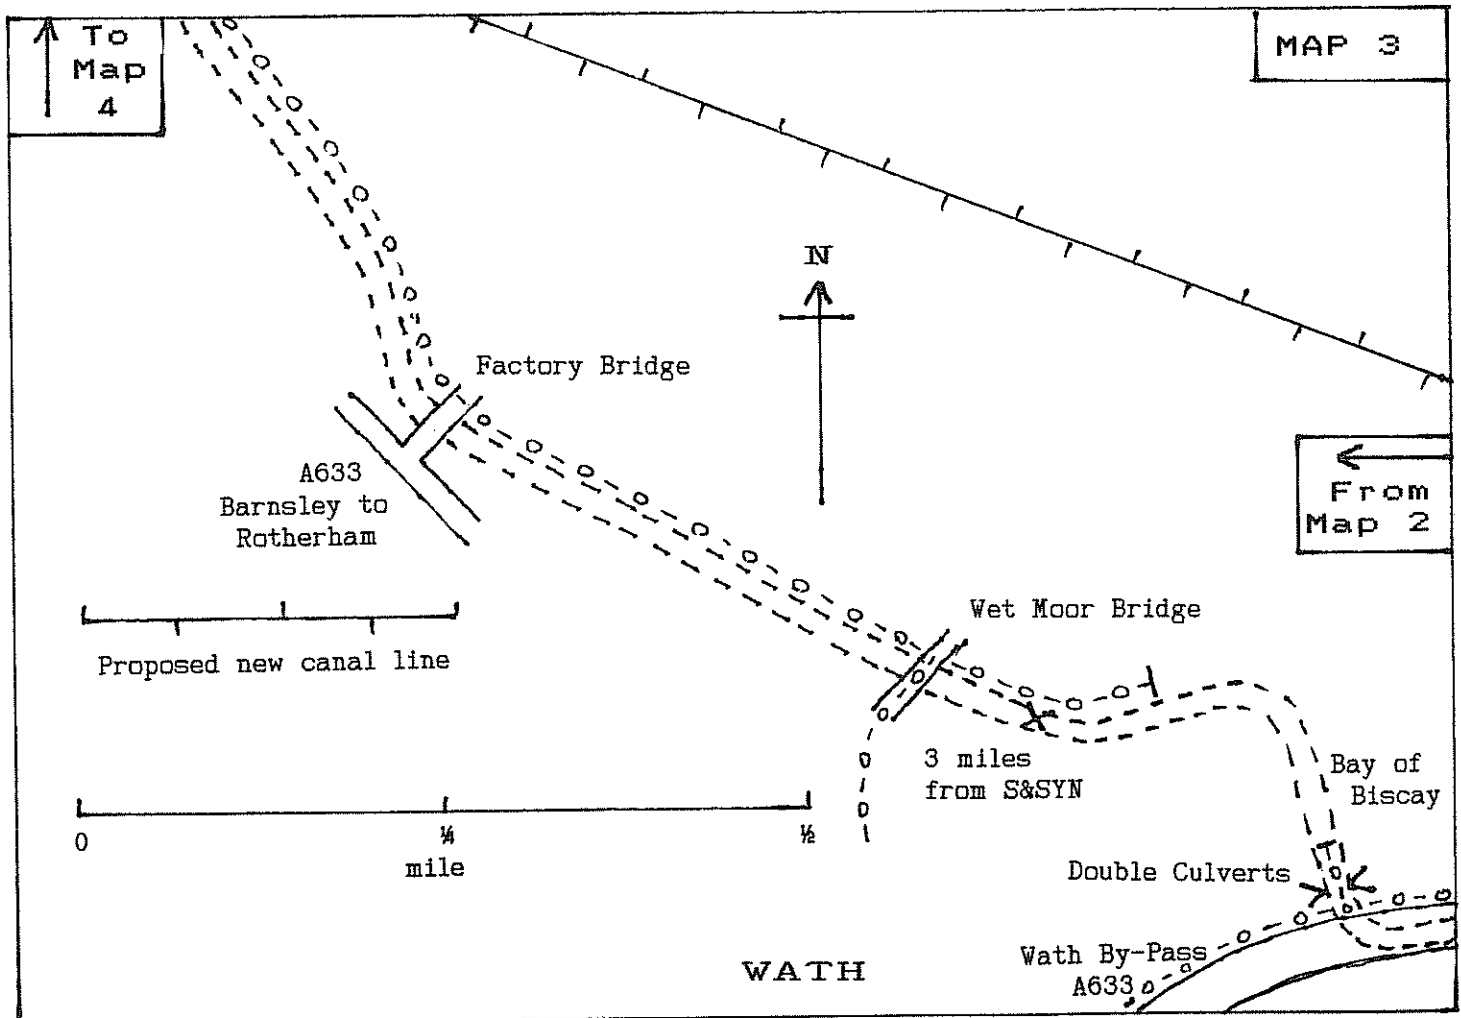 To
Map
4
MAP 3
N
Factory Bridge
A633
Barnsley to
Rotherham
From
Map 2
Proposed new canal line
Wet Moor Bridge
3 miles
from S&SYN
Bay of
Biscay
0
¼
½
mile
Double Culverts
Wath By-Pass
A633
WATH